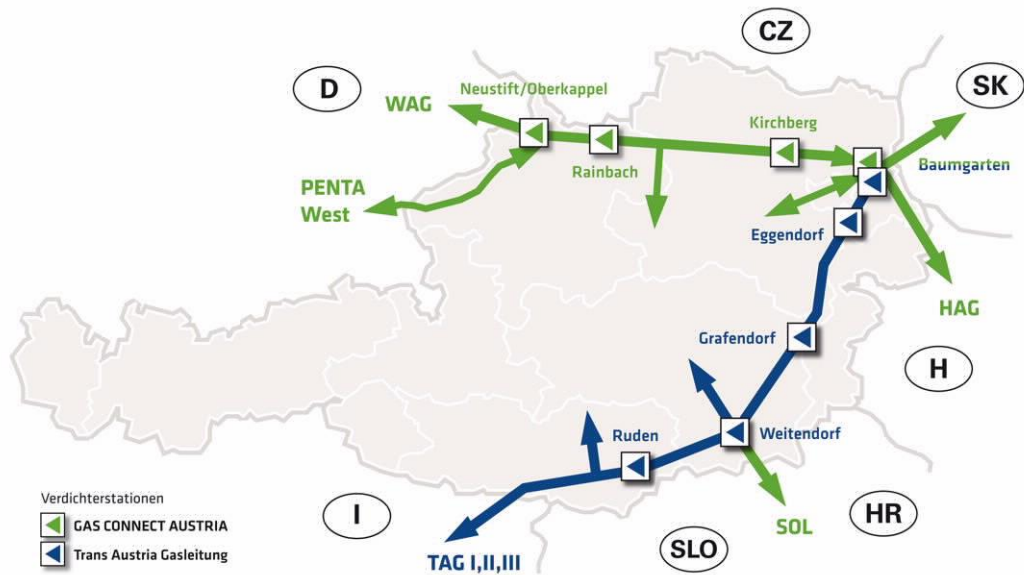 CZ
D
SK
Neustift/Oberkappel
WAG
Kirchberg
Rainbach
Baumgarten
PENTA
West
Eggendorf
HAG
Grafendorf
H
Ruden
Weitendorf
Verdichterstationen
GAS CONNECT AUSTRIA
Trans Austria Gasleitung
I
TAG I,II,III
SLO
SOL
HR